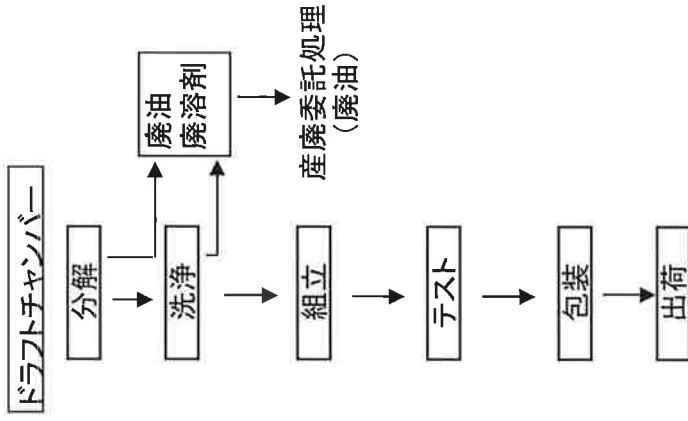 ドラフトチャンバー
分解
洗浄
廃油
廃溶剤
産廃委託処理
（廃油）
組立
テスト
包装
出荷